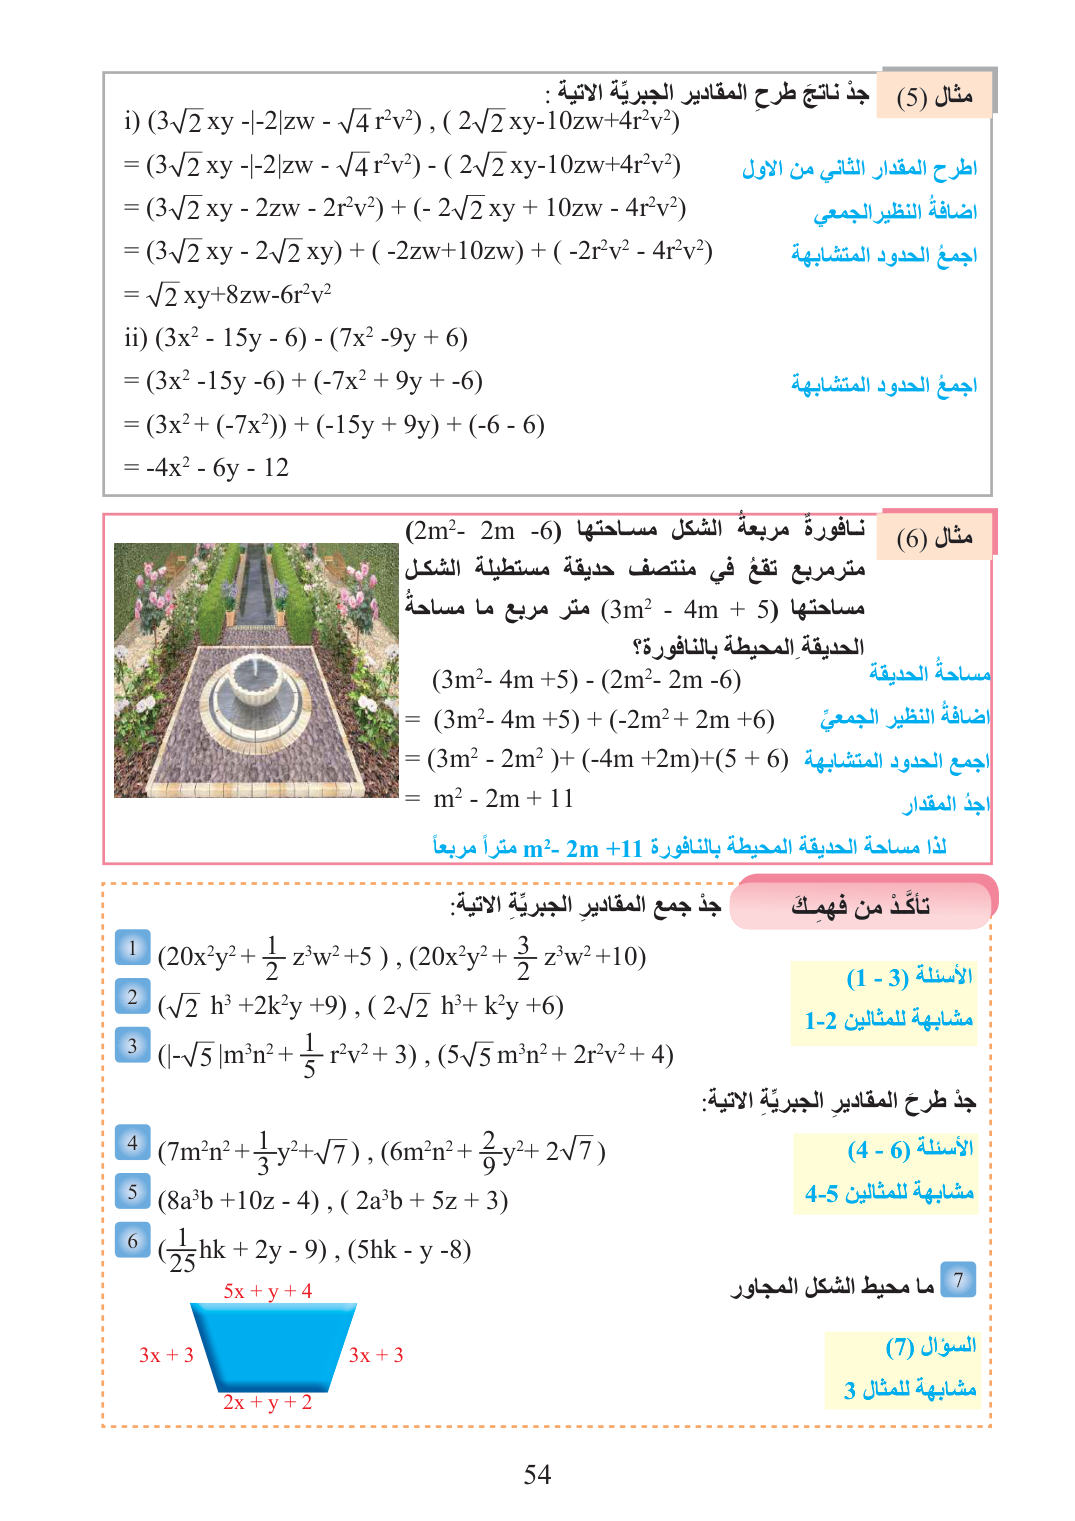 مثال (5) جدْ ناتجَ طرحِ المقادير الجبريِّة الاتية :
i) (3√2 xy -|-2|zw - √4 r²v²) , ( 2√2 xy-10zw+4r²v²)
= (3√2 xy -|-2|zw - √4 r²v²) - ( 2√2 xy-10zw+4r²v²) اطرح المقدار الثاني من الاول
= (3√2 xy - 2zw - 2r²v²) + (- 2√2 xy + 10zw - 4r²v²) اضافةُ النظيرالجمعي
= (3√2 xy - 2√2 xy) + ( -2zw+10zw) + ( -2r²v² - 4r²v²) اجمعُ الحدود المتشابهة
= √2 xy+8zw-6r²v²
ii) (3x² - 15y - 6) - (7x² -9y + 6)
= (3x² -15y -6) + (-7x² + 9y + -6) اجمعُ الحدود المتشابهة
= (3x² + (-7x²)) + (-15y + 9y) + (-6 - 6)
= -4x² - 6y - 12
مثال (6) نـافورةٌ مربعةُ الشكل مساحتها (2m²- 2m -6)
مترمربع تقعُ في منتصف حديقة مستطيلة الشكل
مساحتها (3m² - 4m + 5) متر مربع ما مساحةُ
الحديقةِ المحيطة بالنافورة؟
(3m²- 4m +5) - (2m²- 2m -6) مساحةُ الحديقة
= (3m²- 4m +5) + (-2m² + 2m +6) اضافةُ النظير الجمعيِّ
= (3m² - 2m² )+ (-4m +2m)+(5 + 6) اجمع الحدود المتشابهة
= m² - 2m + 11 اجدُ المقدار
لذا مساحة الحديقة المحيطة بالنافورة m²- 2m +11 متراً مربعاً
تأكَّـدْ من فهمِـكَ جدْ جمع المقاديرِ الجبريِّةِ الاتية:
1 (20x²y² + 1/2 z³w² +5 ) , (20x²y² + 3/2 z³w² +10)
الأسئلة (3 - 1)
2 (√2 h³ +2k²y +9) , ( 2√2 h³+ k²y +6)
مشابهة للمثالين 2-1
3 (|-√5 |m³n² + 1/5 r²v² + 3) , (5√5 m³n² + 2r²v² + 4)
جدْ طرحَ المقاديرِ الجبريِّةِ الاتية:
4 (7m²n² + 1/3 y²+√7 ) , (6m²n² + 2/9 y²+ 2√7 )
الأسئلة (6 - 4)
5 (8a³b +10z - 4) , ( 2a³b + 5z + 3)
مشابهة للمثالين 5-4
6 (1/25 hk + 2y - 9) , (5hk - y -8)
7 ما محيط الشكل المجاور
5x + y + 4
3x + 3
3x + 3
2x + y + 2
السؤال (7)
مشابهة للمثال 3
54